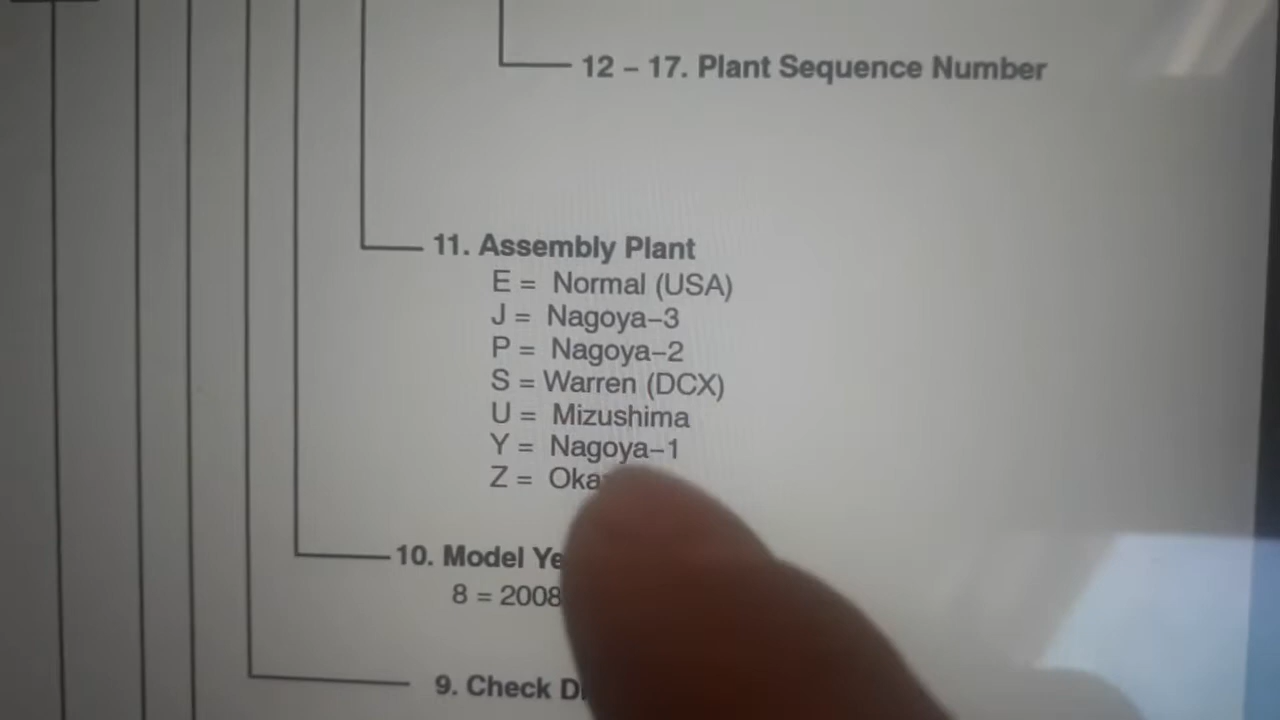 12 – 17. Plant Sequence Number
11. Assembly Plant
E = Normal (USA)
J = Nagoya–3
P = Nagoya–2
S = Warren (DCX)
U = Mizushima
Y = Nagoya–1
Z =
10. Model
8 = 2008
9. Check